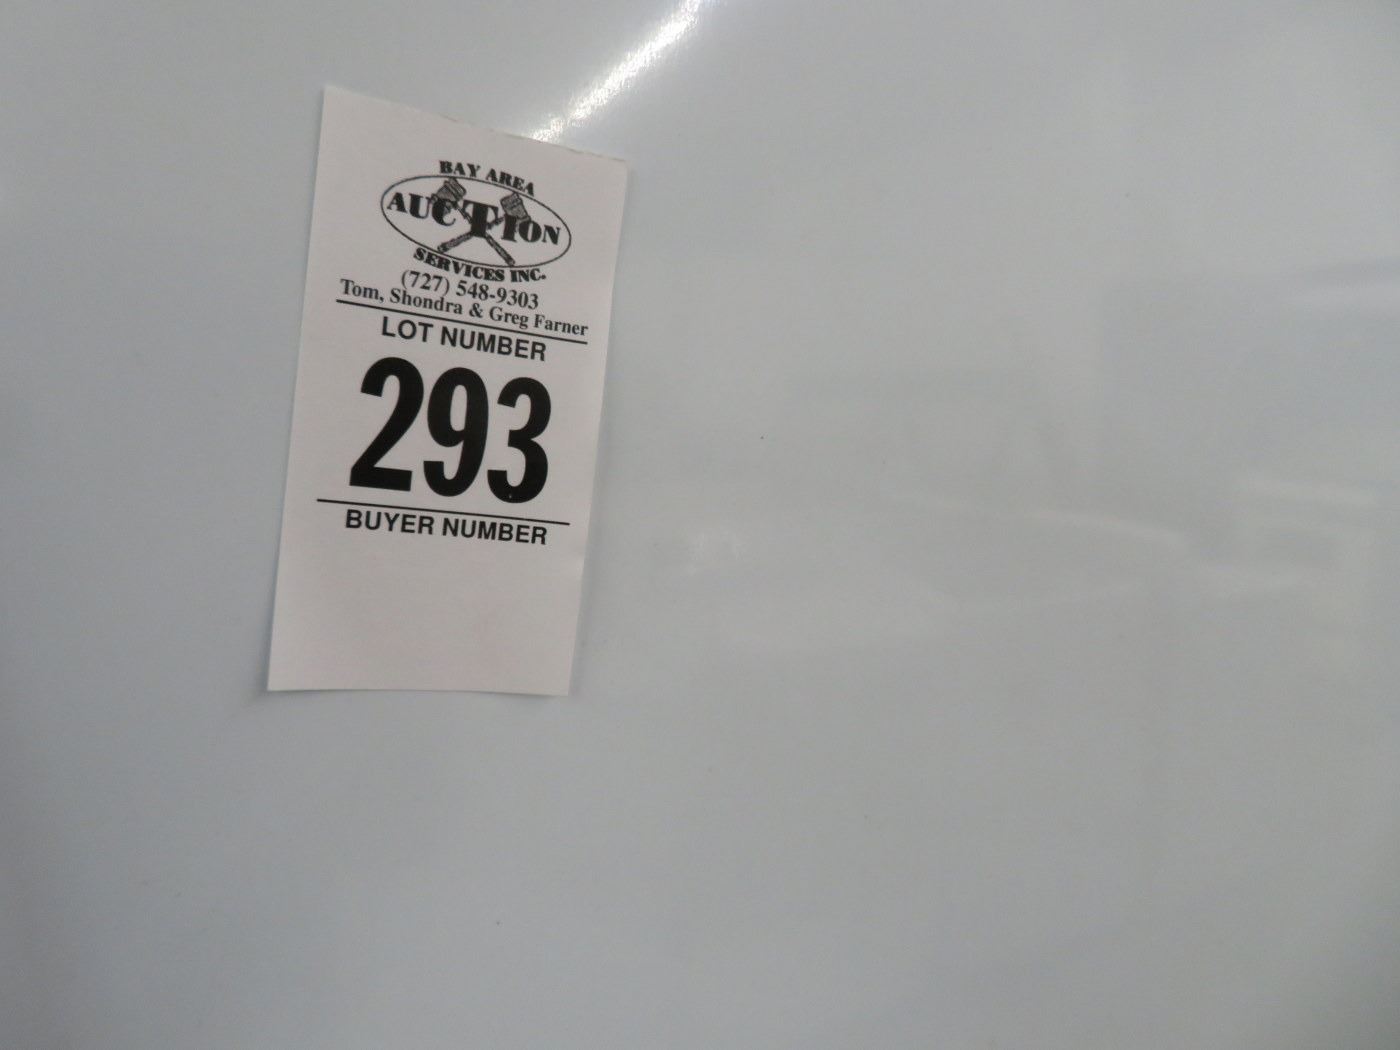 BAY AREA
AUCTION
SERVICES INC.
(727) 548-9303
Tom, Shondra & Greg Farner
LOT NUMBER
293
BUYER NUMBER